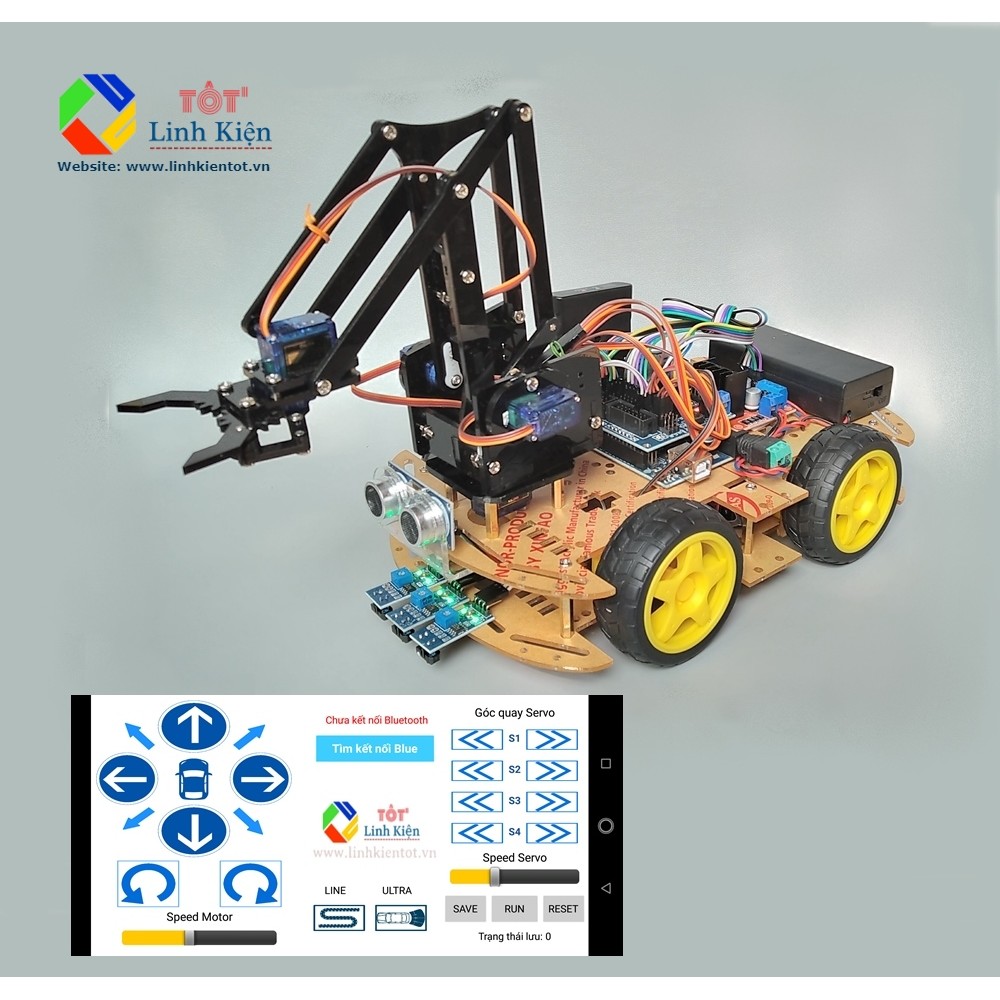 TỐT
Linh Kiện
Website: www.linhkientot.vn
NGR-PRODU
Chưa kết nối Bluetooth
Tìm kết nối Blue
TỐT
Linh Kiện
www.linhkientot.vn
LINE
ULTRA
Speed Motor
Góc quay Servo
S1
S2
S3
S4
Speed Servo
SAVE
RUN
RESET
Trạng thái lưu: 0